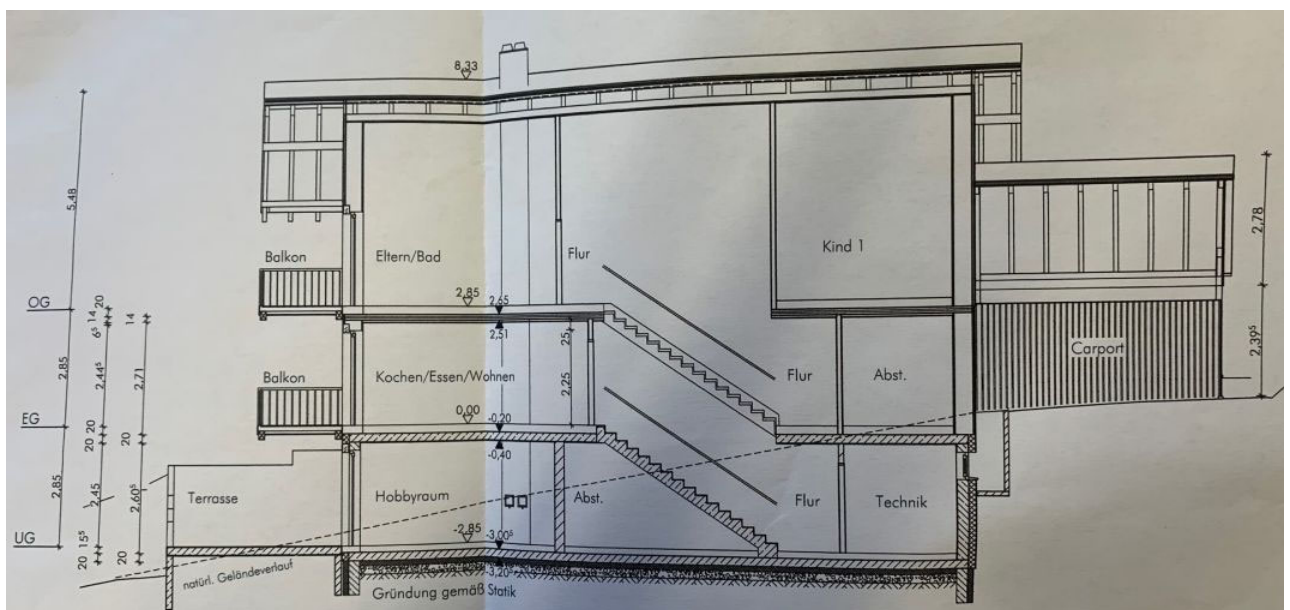 8,33
5,48
2,78
Balkon
Eltern/Bad
Flur
Kind 1
OG
20
2,85
2,65
14
6⁵
14
2,51
25
2,85
2,44⁵
2,71
Balkon
Kochen/Essen/Wohnen
2,25
Flur
Abst.
Carport
2,39⁵
EG
20
0,00
-0,20
20
20
-0,40
2,85
2,45
2,60⁵
Terrasse
Hobbyraum
Abst.
Flur
Technik
UG
15⁵
20
20
-2,85
-3,00⁵
-3,20
natürl. Geländeverlauf
Gründung gemäß Statik